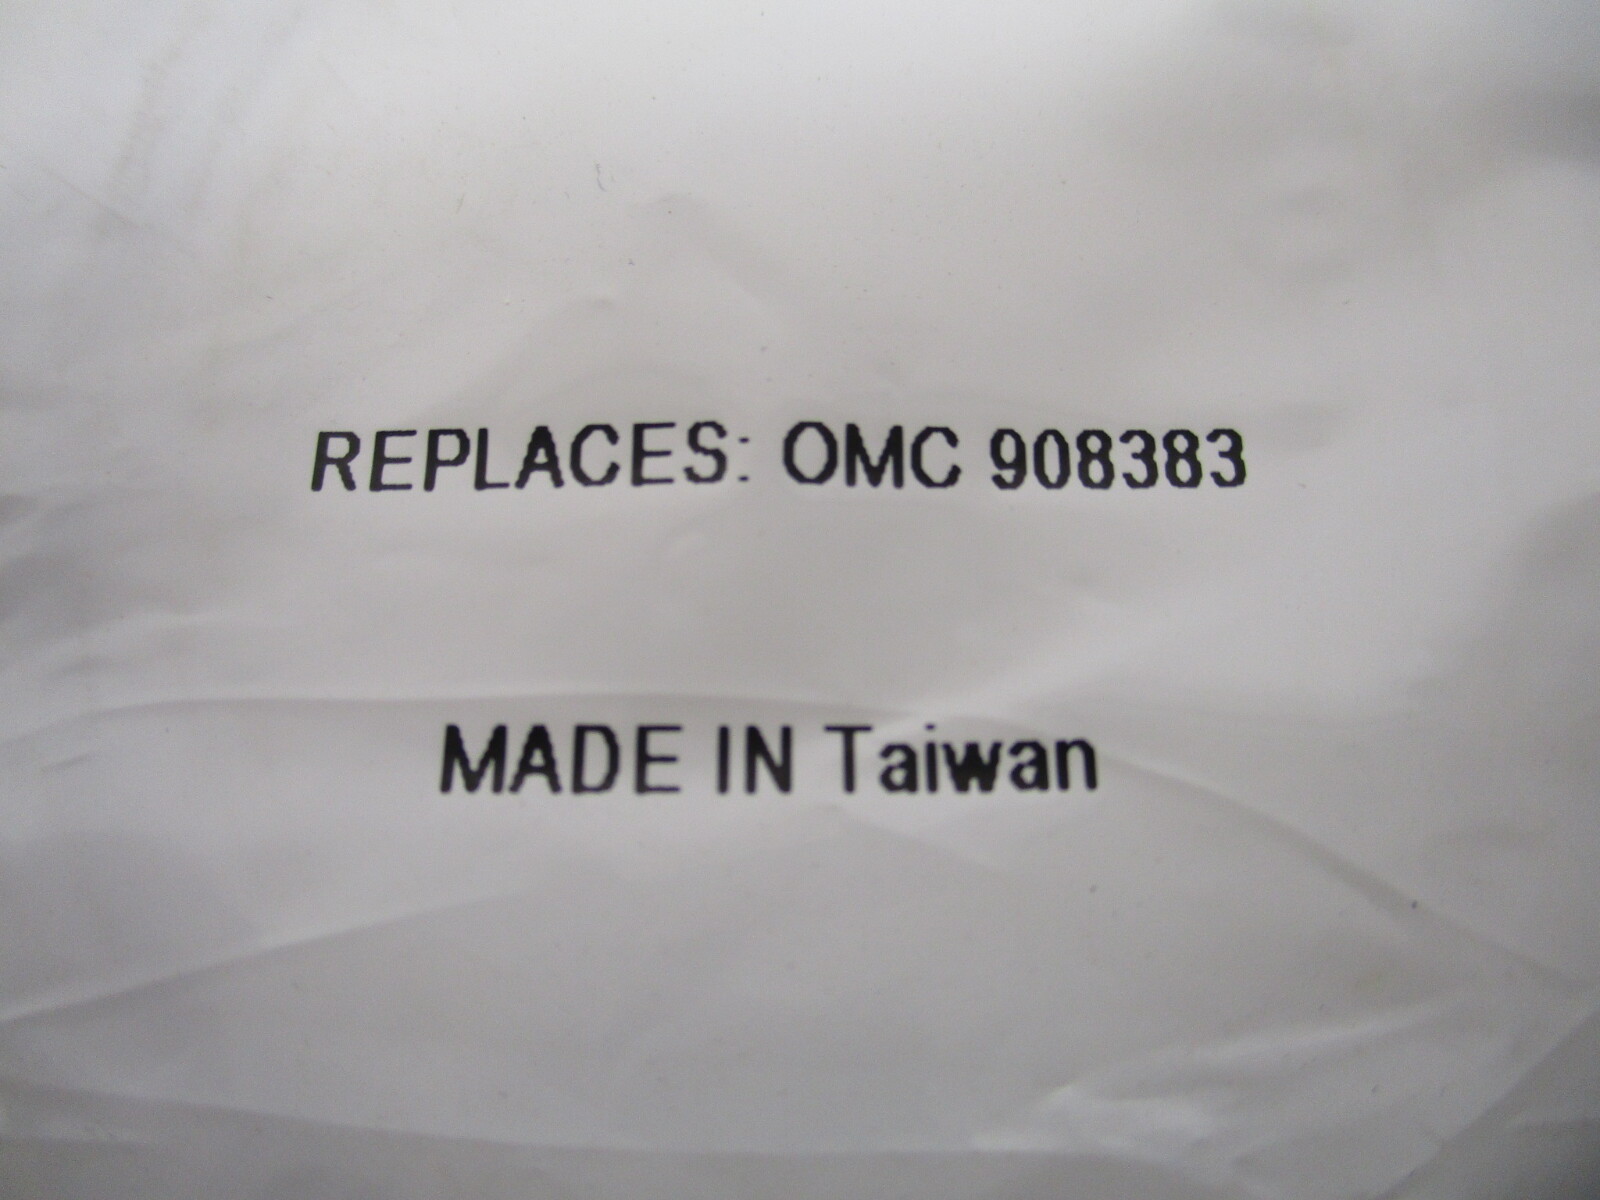 REPLACES: OMC 908383
MADE IN Taiwan